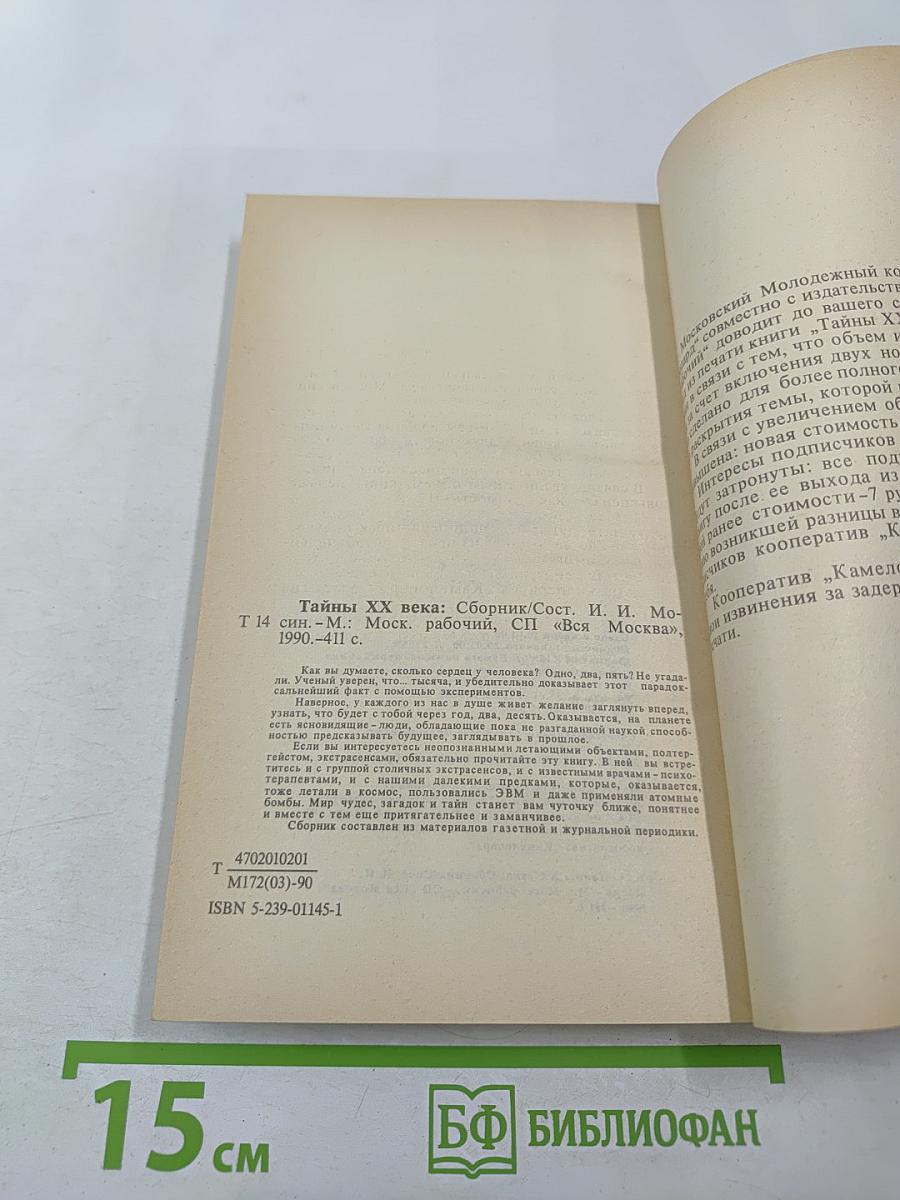 Тайны XX века: Сборник/Сост. И. И. Мо-
Т 14 син.–М.: Моск. рабочий, СП «Вся Москва»,
1990.–411 с.
Как вы думаете, сколько сердец у человека? Одно, два, пять? Не угада-
ли. Ученый уверен, что... тысяча, и убедительно доказывает этот парадок-
сальнейший факт с помощью экспериментов.
Наверное, у каждого из нас в душе живет желание заглянуть вперед,
узнать, что будет с тобой через год, два, десять. Оказывается, на планете
есть ясновидящие – люди, обладающие пока не разгаданной наукой способ-
ностью предсказывать будущее, заглядывать в прошлое.
Если вы интересуетесь неопознанными летающими объектами, полтер-
гейстом, экстрасенсами, обязательно прочитайте эту книгу. В ней вы встре-
титесь и с группой столичных экстрасенсов, и с известными врачами – психо-
терапевтами, и с нашими далекими предками, которые, оказывается,
тоже летали в космос, пользовались ЭВМ и даже применяли атомные
бомбы. Мир чудес, загадок и тайн станет вам чуточку ближе, понятнее
и вместе с тем еще притягательнее и заманчивее.
Сборник составлен из материалов газетной и журнальной периодики.
Т 4702010201
М172(03)-90
ISBN 5-239-01145-1
Московский Молодежный ко
совместно с издательств
доводит до вашего с
из печати книги „Тайны XX
в связи с тем, что объем и
за счет включения двух но
сделано для более полного
раскрытия темы, которой
В связи с увеличением об
новая стоимость
Интересы подписчиков
затронуты: все под
после ее выхода из
ранее стоимости–7 ру
возникшей разницы в
кооператив „К
Кооператив „Камело
извинения за задер
15 см
БФ БИБЛИОФАН